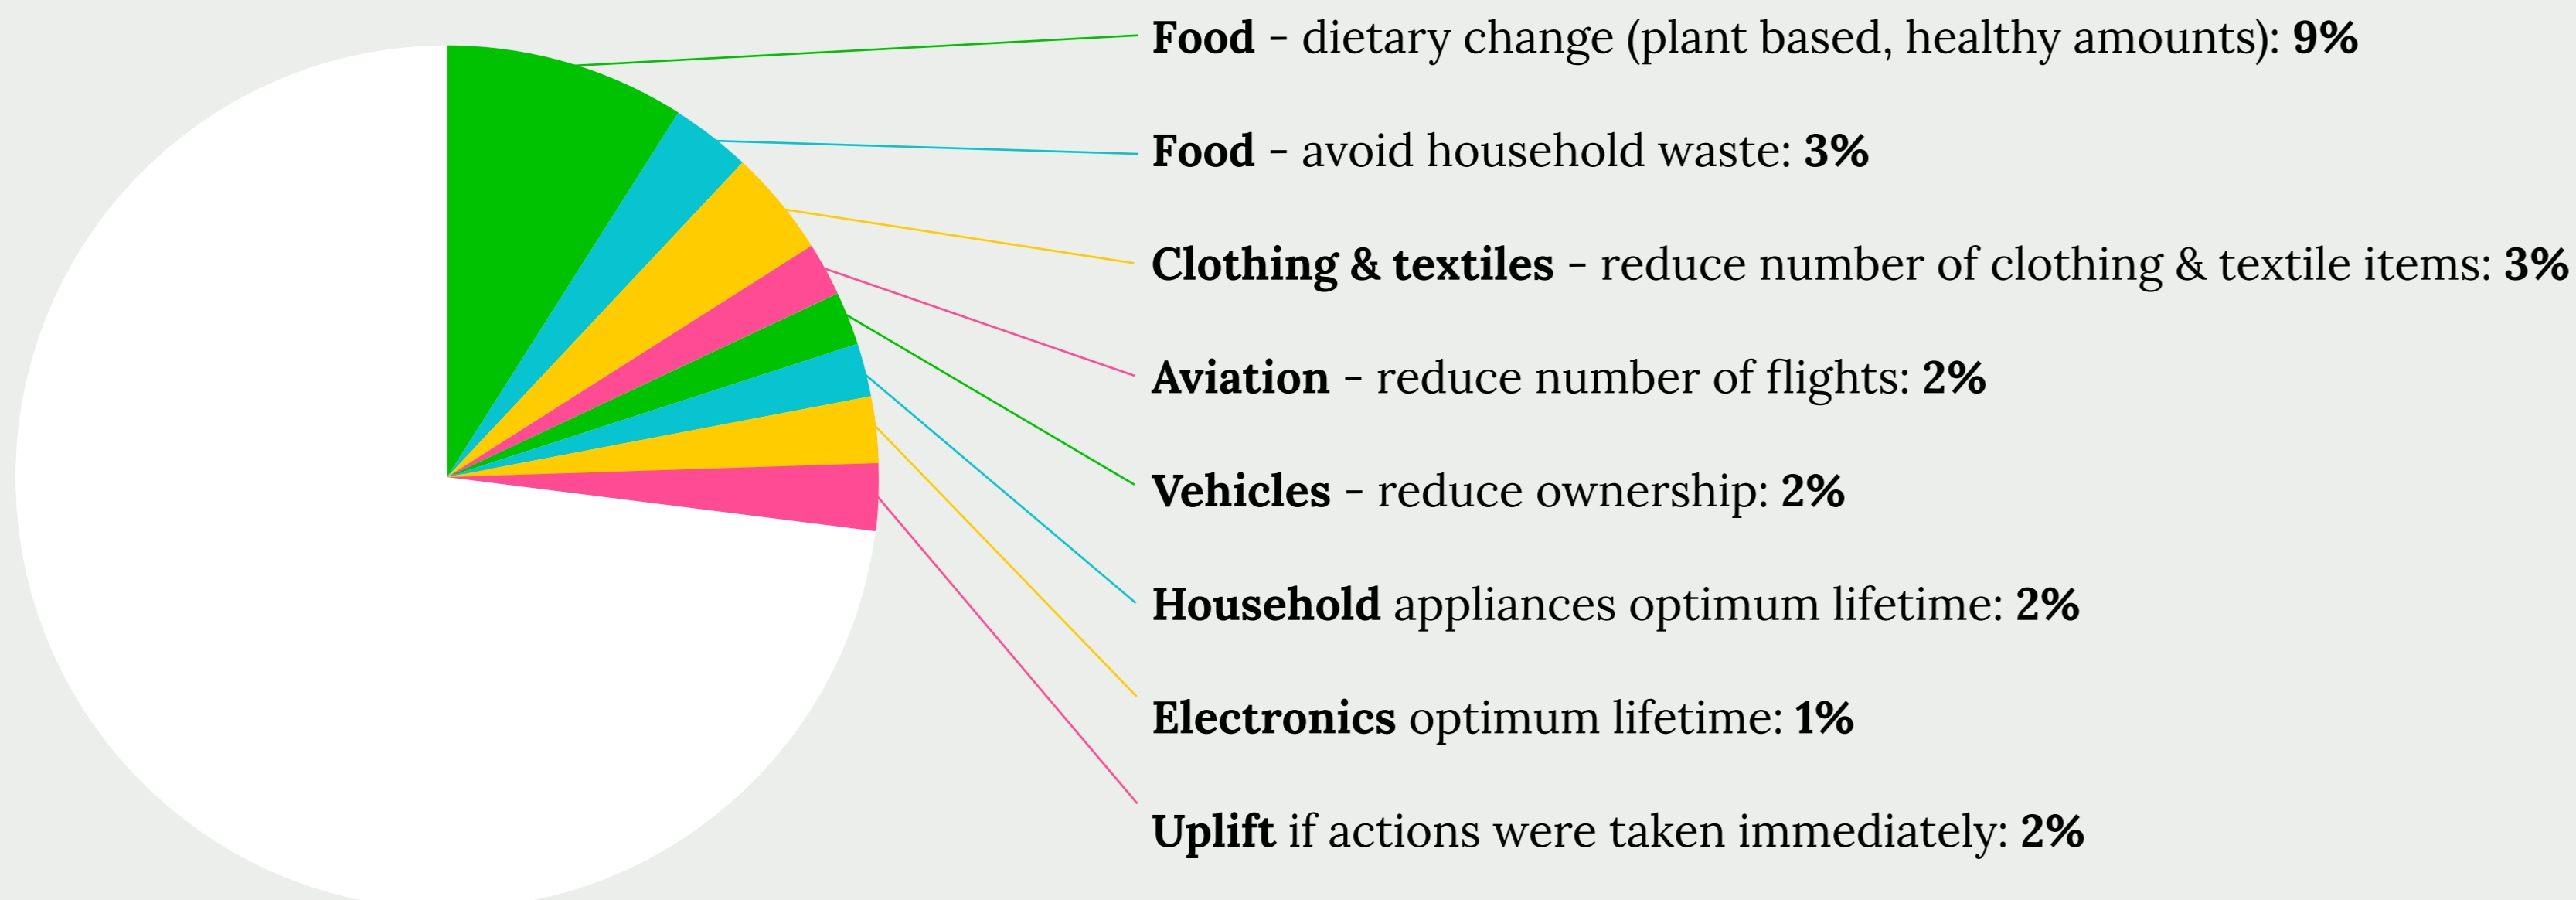 Food - dietary change (plant based, healthy amounts): 9%
Food - avoid household waste: 3%
Clothing & textiles - reduce number of clothing & textile items: 3%
Aviation - reduce number of flights: 2%
Vehicles - reduce ownership: 2%
Household appliances optimum lifetime: 2%
Electronics optimum lifetime: 1%
Uplift if actions were taken immediately: 2%